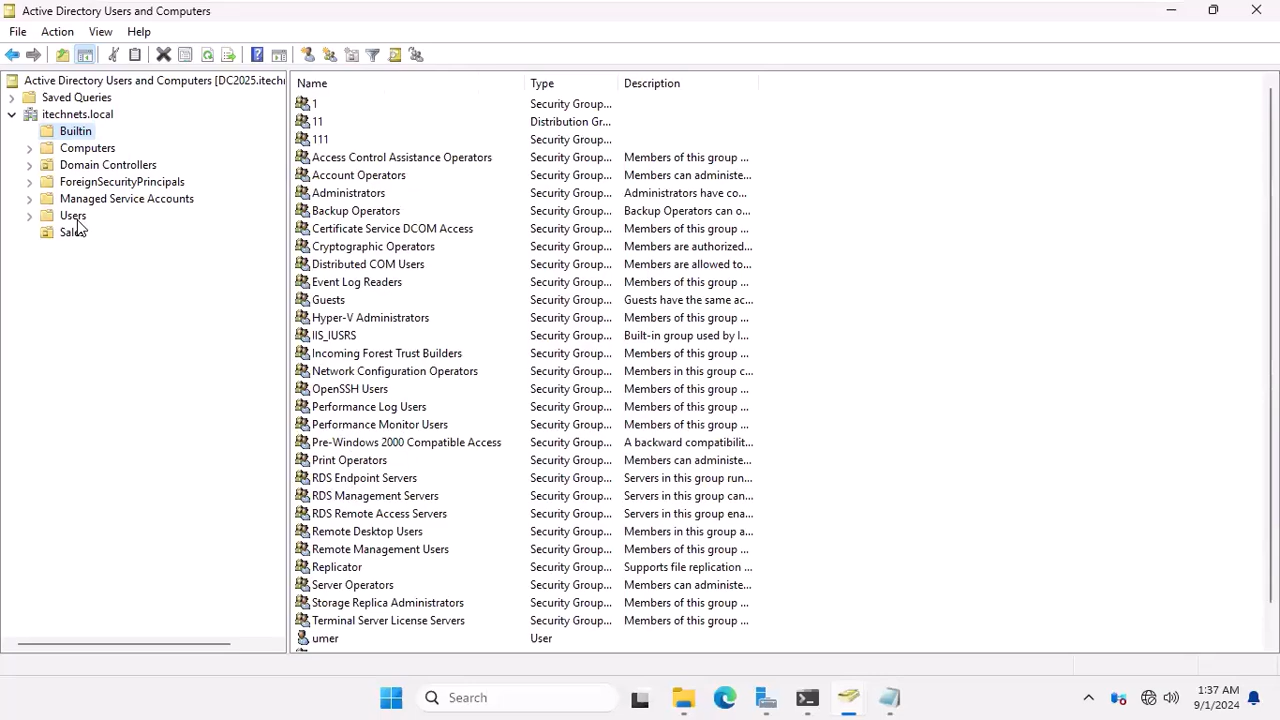 Active Directory Users and Computers
File Action View Help
Active Directory Users and Computers [DC2025.itechn
Saved Queries
itechnets.local
Builtin
Computers
Domain Controllers
ForeignSecurityPrincipals
Managed Service Accounts
Users
Name Type Description
1 Security Group...
11 Distribution Gr...
111 Security Group...
Access Control Assistance Operators Security Group... Members of this group ...
Account Operators Security Group... Members can administe...
Administrators Security Group... Administrators have co...
Backup Operators Security Group... Backup Operators can o...
Certificate Service DCOM Access Security Group... Members of this group ...
Cryptographic Operators Security Group... Members are authorized...
Distributed COM Users Security Group... Members are allowed to...
Event Log Readers Security Group... Members of this group ...
Guests Security Group... Guests have the same ac...
Hyper-V Administrators Security Group... Members of this group ...
IIS_IUSRS Security Group... Built-in group used by I...
Incoming Forest Trust Builders Security Group... Members of this group ...
Network Configuration Operators Security Group... Members in this group c...
OpenSSH Users Security Group... Members of this group ...
Performance Log Users Security Group... Members of this group ...
Performance Monitor Users Security Group... Members of this group ...
Pre-Windows 2000 Compatible Access Security Group... A backward compatibilit...
Print Operators Security Group... Members can administe...
RDS Endpoint Servers Security Group... Servers in this group run...
RDS Management Servers Security Group... Servers in this group can...
RDS Remote Access Servers Security Group... Servers in this group ena...
Remote Desktop Users Security Group... Members in this group a...
Remote Management Users Security Group... Members of this group ...
Replicator Security Group... Supports file replication ...
Server Operators Security Group... Members can administe...
Storage Replica Administrators Security Group... Members of this group ...
Terminal Server License Servers Security Group... Members of this group ...
umer User
Search
1:37 AM
9/1/2024